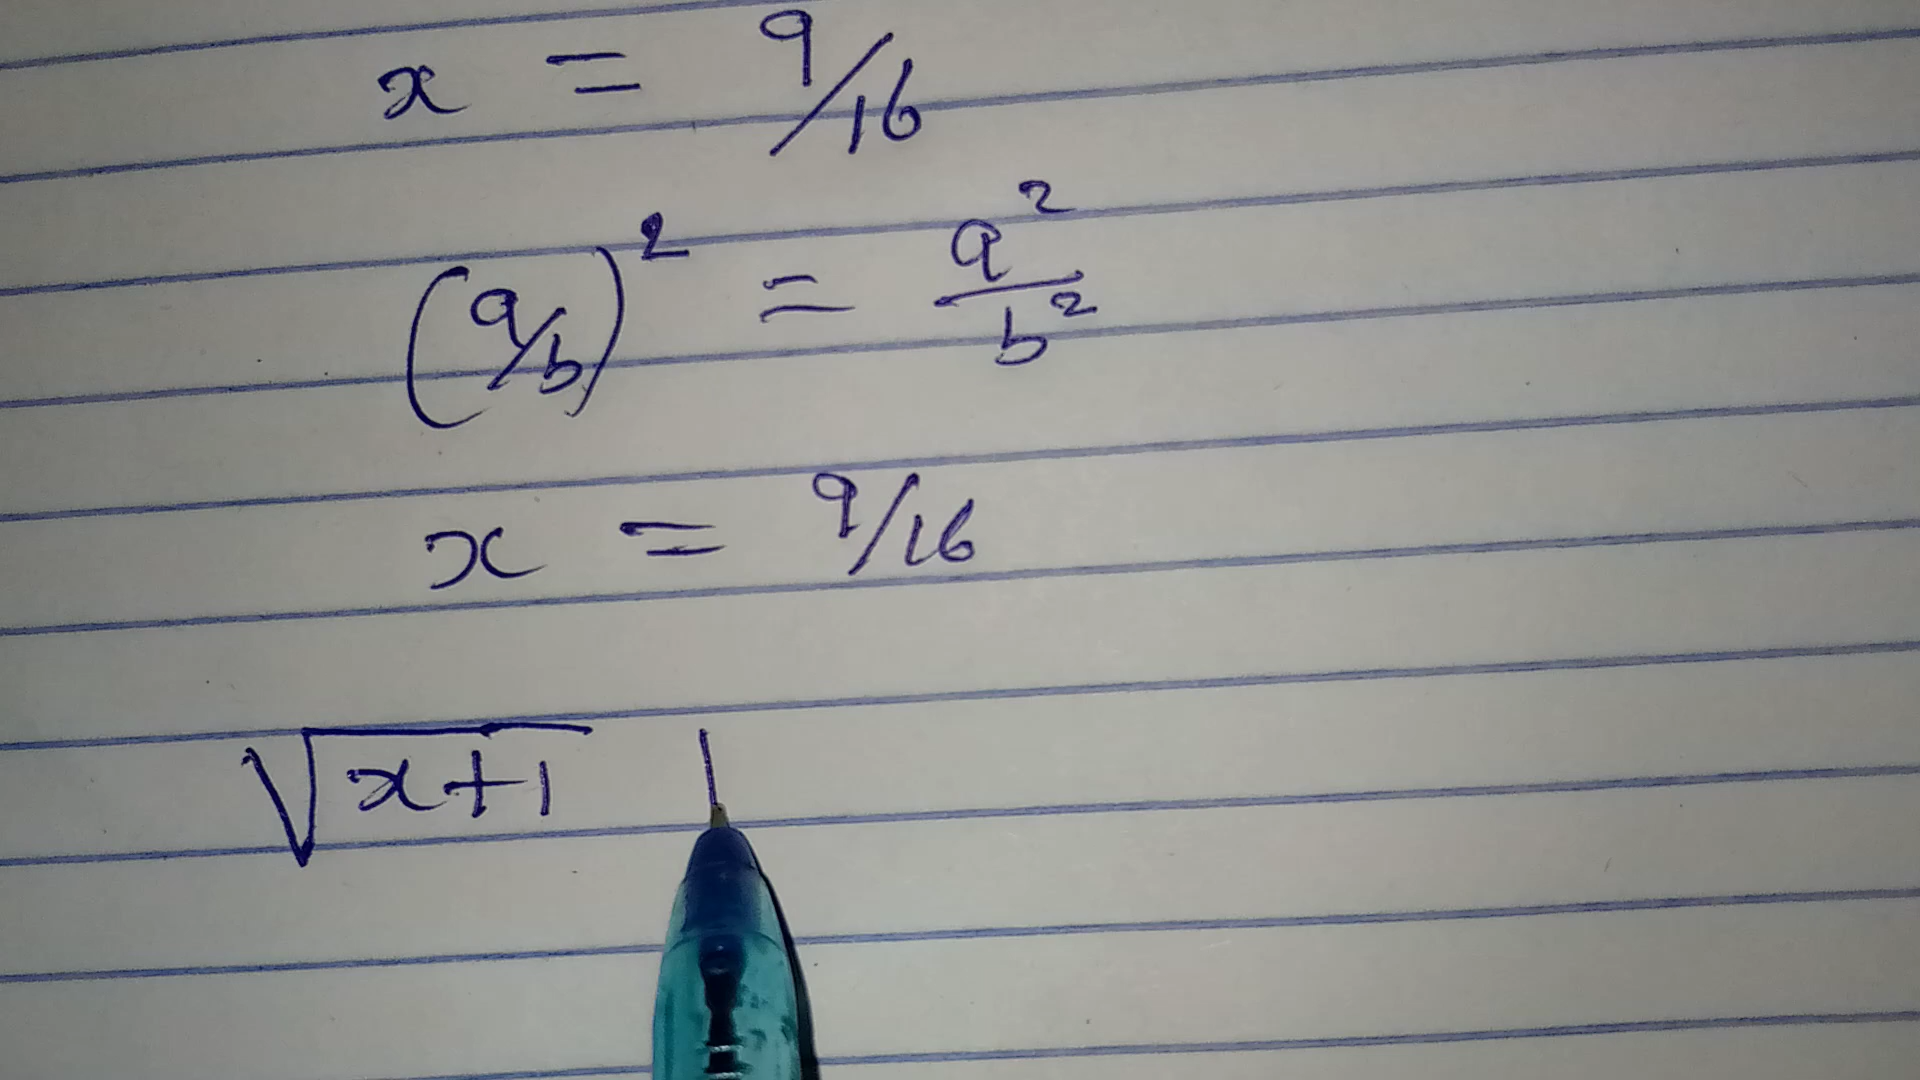 x = 9/16
(a/b)² = a²/b²
x = 9/16
√(x+1) |